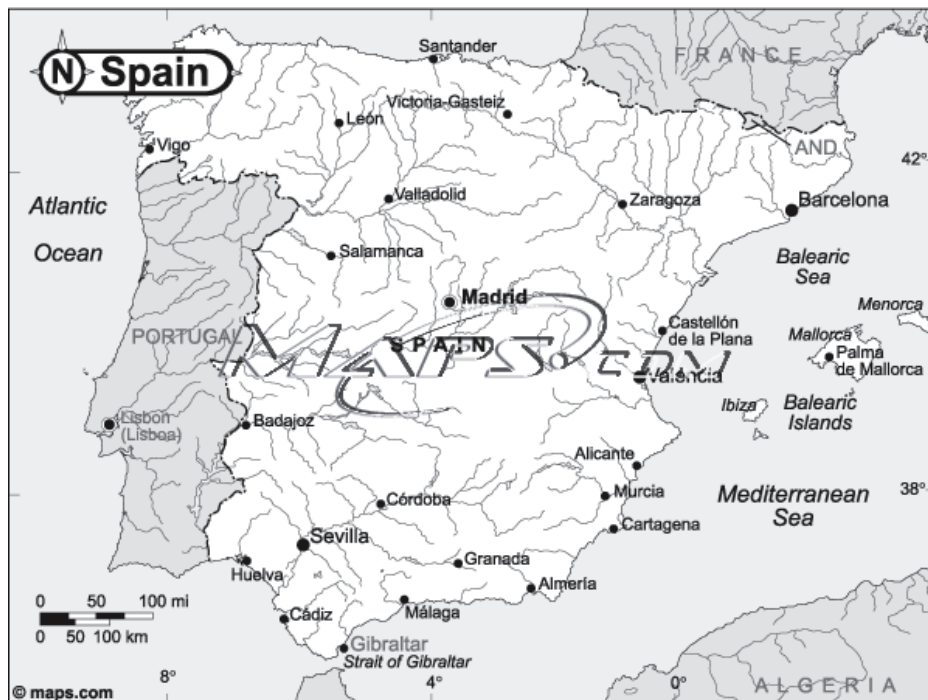 N Spain
Santander
FRANCE
Victoria-Gasteiz
León
Vigo
AND.
42°
Valladolid
Zaragoza
Barcelona
Atlantic
Ocean
Salamanca
Balearic
Sea
Madrid
Menorca
Castellón
de la Plana
Mallorca
PORTUGAL
SPAIN
MAPS.COM
Palma
de Mallorca
Valencia
Ibiza
Balearic
Islands
Lisbon
(Lisboa)
Badajoz
Alicante
Murcia
38°
Mediterranean
Sea
Córdoba
Cartagena
Sevilla
Granada
Huelva
Almería
0 50 100 mi
0 50 100 km
Cádiz
Málaga
Gibraltar
Strait of Gibraltar
8°
4°
0°
ALGERIA
© maps.com